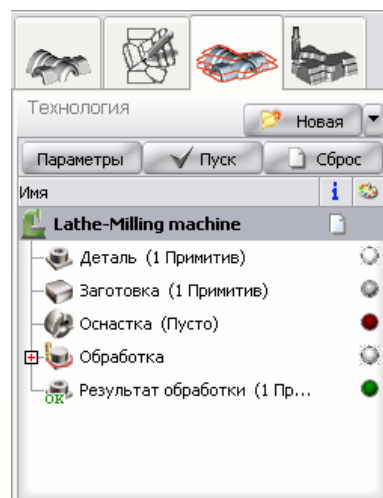 Технология
Новая
Параметры
Пуск
Сброс
Имя
i
Lathe-Milling machine
Деталь (1 Примитив)
Заготовка (1 Примитив)
Оснастка (Пусто)
Обработка
Результат обработки (1 Пр...
OK